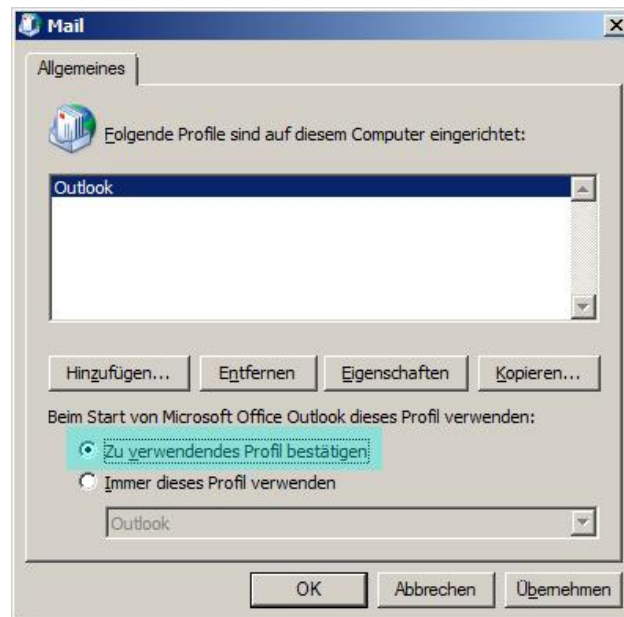 Mail
Allgemeines
Folgende Profile sind auf diesem Computer eingerichtet:
Outlook
Hinzufügen... Entfernen Eigenschaften Kopieren...
Beim Start von Microsoft Office Outlook dieses Profil verwenden:
Zu verwendendes Profil bestätigen
Immer dieses Profil verwenden
Outlook
OK Abbrechen Übernehmen